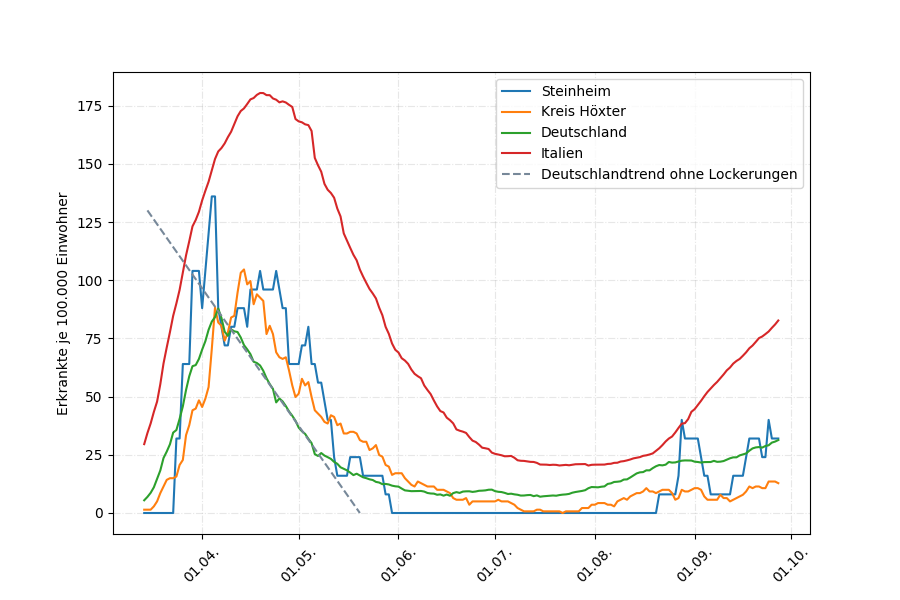 Steinheim
Kreis Höxter
Deutschland
Italien
Deutschlandtrend ohne Lockerungen
Erkrankte je 100.000 Einwohner
175
150
125
100
75
50
25
0
01.04.
01.05.
01.06.
01.07.
01.08.
01.09.
01.10.